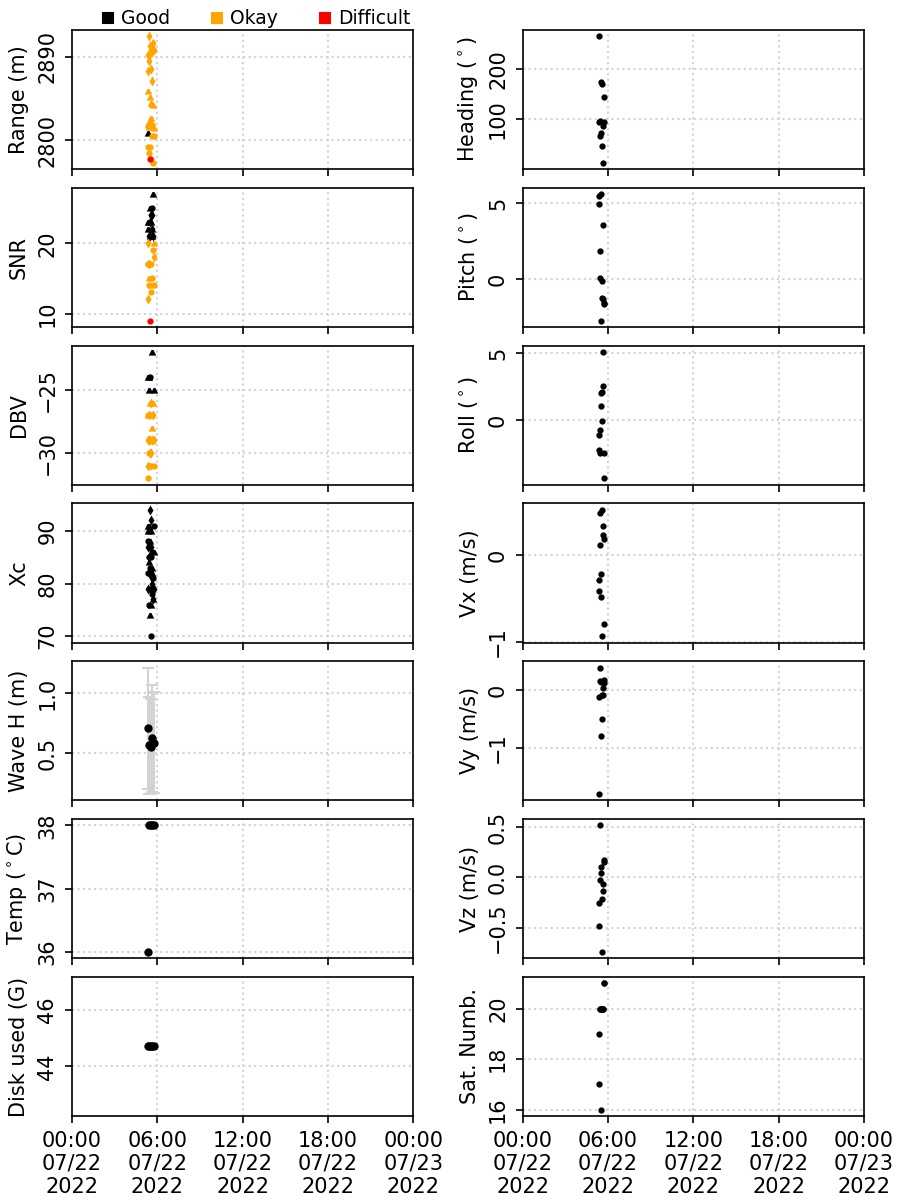 Good Okay Difficult
Range (m)
2890
2800
Heading (°)
200
100
SNR
20
10
Pitch (°)
5
0
DBV
−25
−30
Roll (°)
5
0
Xc
90
80
70
Vx (m/s)
0
−1
Wave H (m)
1.0
0.5
Vy (m/s)
0
−1
Temp (°C)
38
37
36
Vz (m/s)
0.5
0.0
−0.5
Disk used (G)
46
44
Sat. Numb.
20
18
16
00:00 06:00 12:00 18:00 00:00
07/22 07/22 07/22 07/22 07/23
2022 2022 2022 2022 2022
00:00 06:00 12:00 18:00 00:00
07/22 07/22 07/22 07/22 07/23
2022 2022 2022 2022 2022